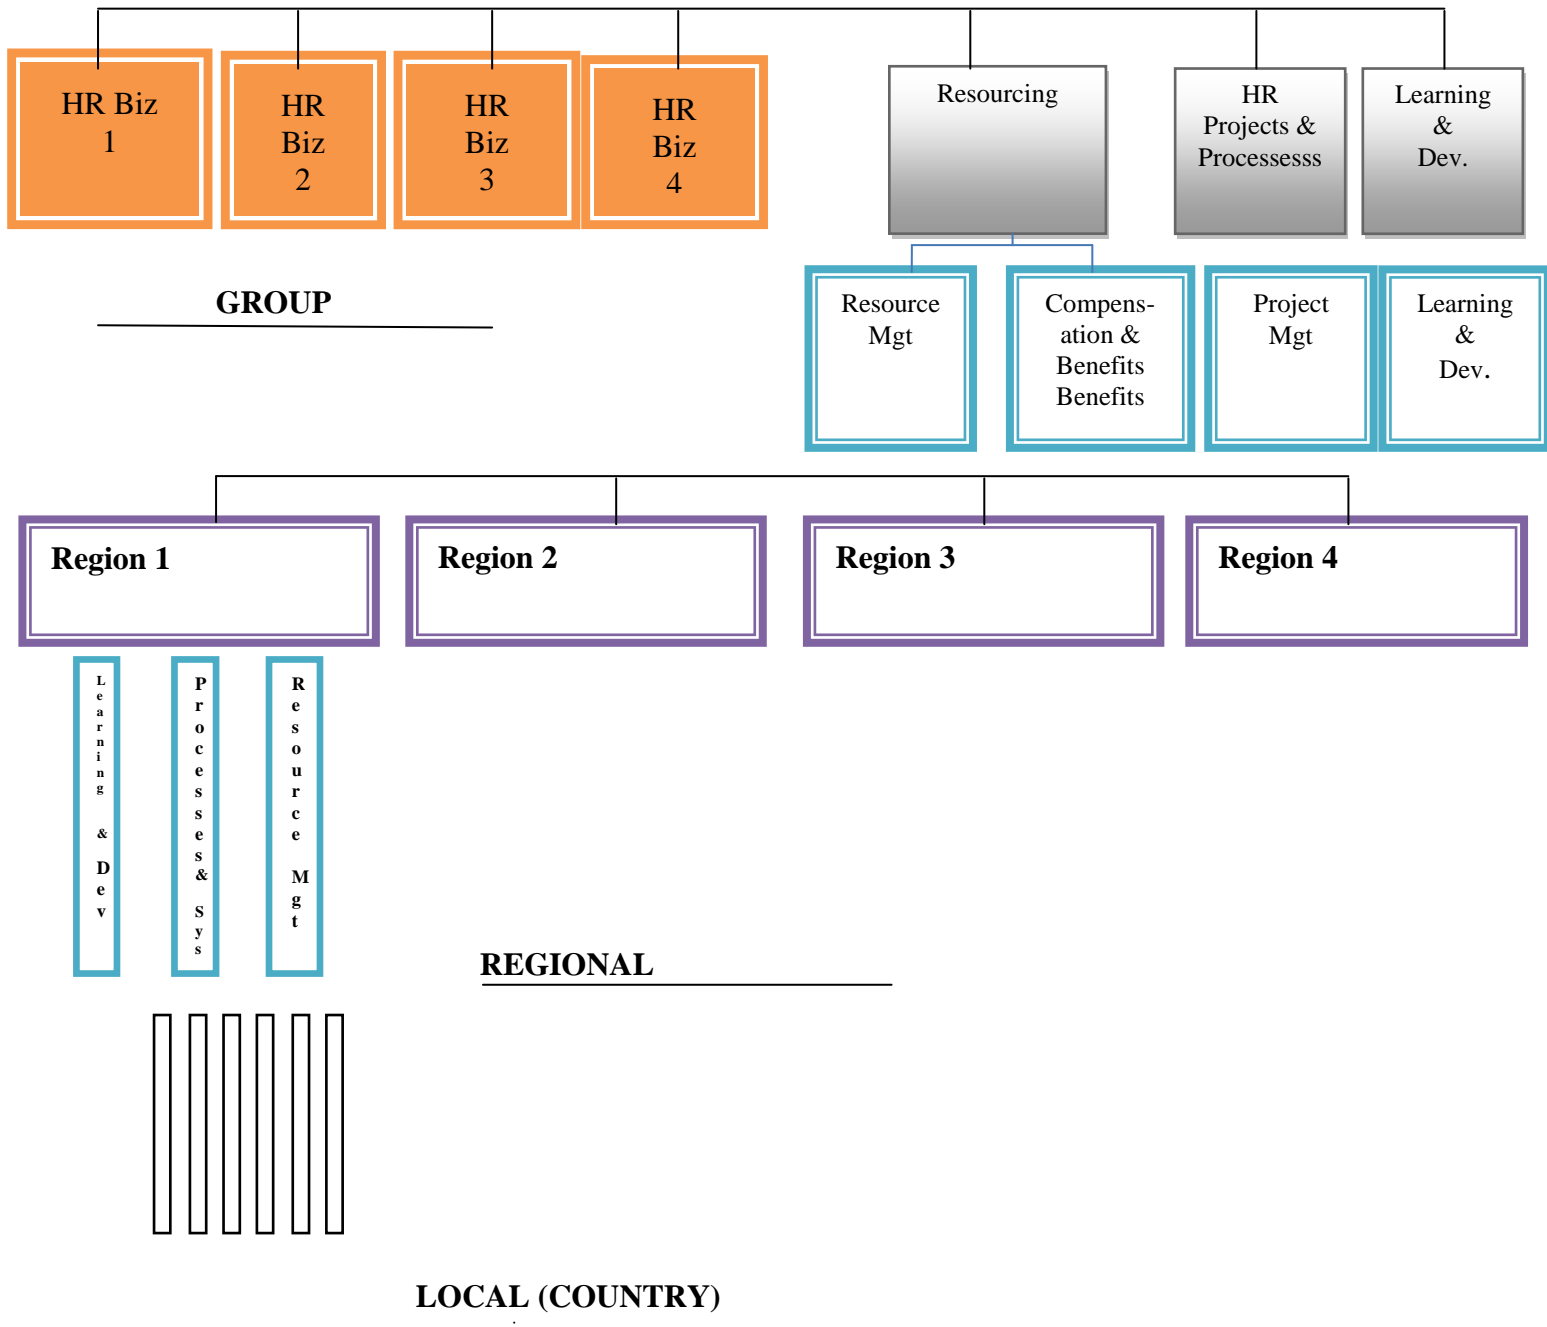 HR Biz
1
HR
Biz
2
HR
Biz
3
HR
Biz
4
Resourcing
HR
Projects &
Processesss
Learning
&
Dev.
GROUP
Resource
Mgt
Compens-
ation &
Benefits
Benefits
Project
Mgt
Learning
&
Dev.
Region 1
Region 2
Region 3
Region 4
Learning & Dev
Processes& Sys
Resource Mgt
REGIONAL
LOCAL (COUNTRY)